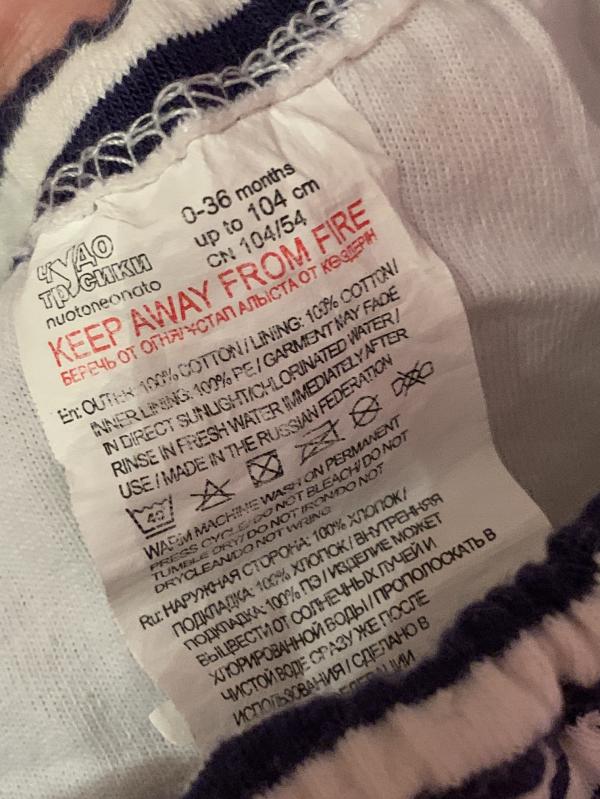 ЧУДО
ТРУСИКИ
nuotoneonato
0-36 months
up to 104 cm
CN 104/54
KEEP AWAY FROM FIRE
БЕРЕЧЬ ОТ ОГНЯ/ҰСТАП АЛЫСТА ОТ КӨЗДЕРІН
En: OUTER: 100% COTTON / LINING: 100% COTTON/
INNER LINING: 100% PE / GARMENT MAY FADE
IN DIRECT SUNLIGHT/CHLORINATED WATER /
RINSE IN FRESH WATER IMMEDIATELY AFTER
USE / MADE IN THE RUSSIAN FEDERATION
40
WARM MACHINE WASH ON PERMANENT
PRESS CYCLE/ DO NOT BLEACH/ DO NOT
TUMBLE DRY/ DO NOT IRON/DO NOT
DRYCLEAN/DO NOT WRING
Ru: НАРУЖНАЯ СТОРОНА: 100% ХЛОПОК /
ПОДКЛАДКА: 100% ХЛОПОК / ВНУТРЕННЯЯ
ПОДКЛАДКА: 100% ПЭ / ИЗДЕЛИЕ МОЖЕТ
ВЫЦВЕСТИ ОТ СОЛНЕЧНЫХ ЛУЧЕЙ И
ХЛОРИРОВАННОЙ ВОДЫ / ПРОПОЛОСКАТЬ В
ЧИСТОЙ ВОДЕ СРАЗУ ЖЕ ПОСЛЕ
ИСПОЛЬЗОВАНИЯ / СДЕЛАНО В